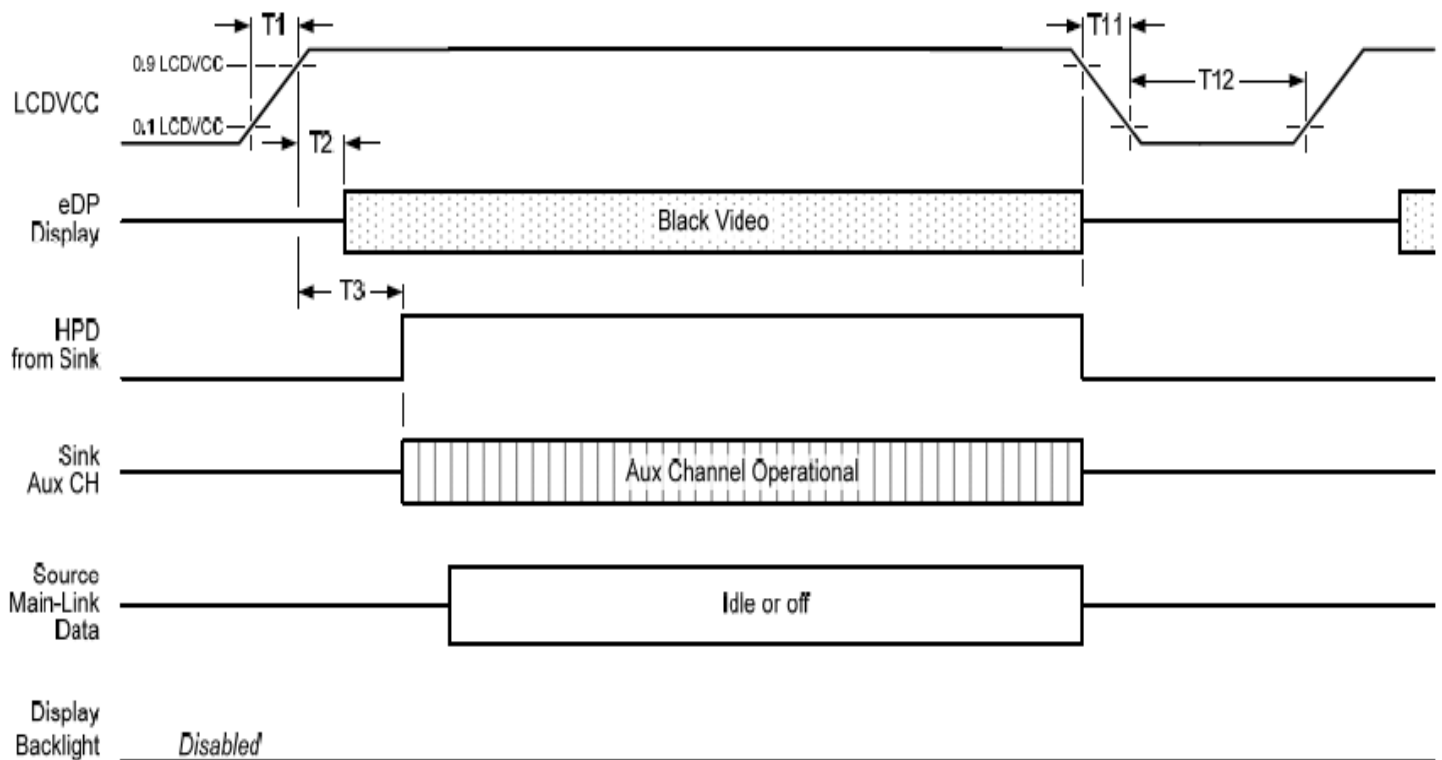 T1
T11
0.9 LCDVCC
T12
LCDVCC
0.1 LCDVCC
T2
eDP
Display
Black Video
T3
HPD
from Sink
Sink
Aux CH
Aux Channel Operational
Source
Main-Link
Data
Idle or off
Display
Backlight
Disabled